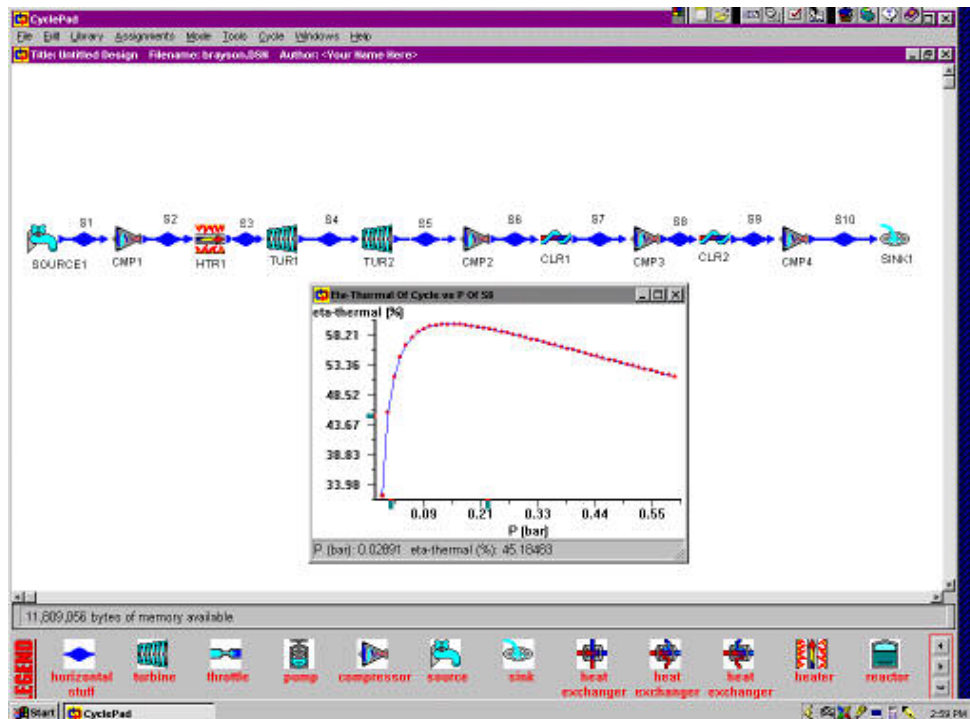 CyclePad
File Edit Library Assignments Mode Tools Cycle Windows Help
Title: Untitled Design Filename: brayson.DSN Author: <Your Name Here>
S1 S2 S3 S4 S5 S6 S7 S8 S9 S10
SOURCE1 CMP1 HTR1 TUR1 TUR2 CMP2 CLR1 CMP3 CLR2 CMP4 SINK1
Eta-Thermal Of Cycle vs P Of S6
eta-thermal (%)
58.21
53.36
48.52
43.67
38.83
33.98
0.09 0.21 0.33 0.44 0.55
P (bar)
P (bar): 0.02891 eta-thermal (%): 45.18483
11,809,056 bytes of memory available
LEGEND
horizontal stuff
turbine
throttle
pump
compressor
source
sink
heat exchanger
heat exchanger
heat exchanger
heater
reactor
Start CyclePad 2:59 PM